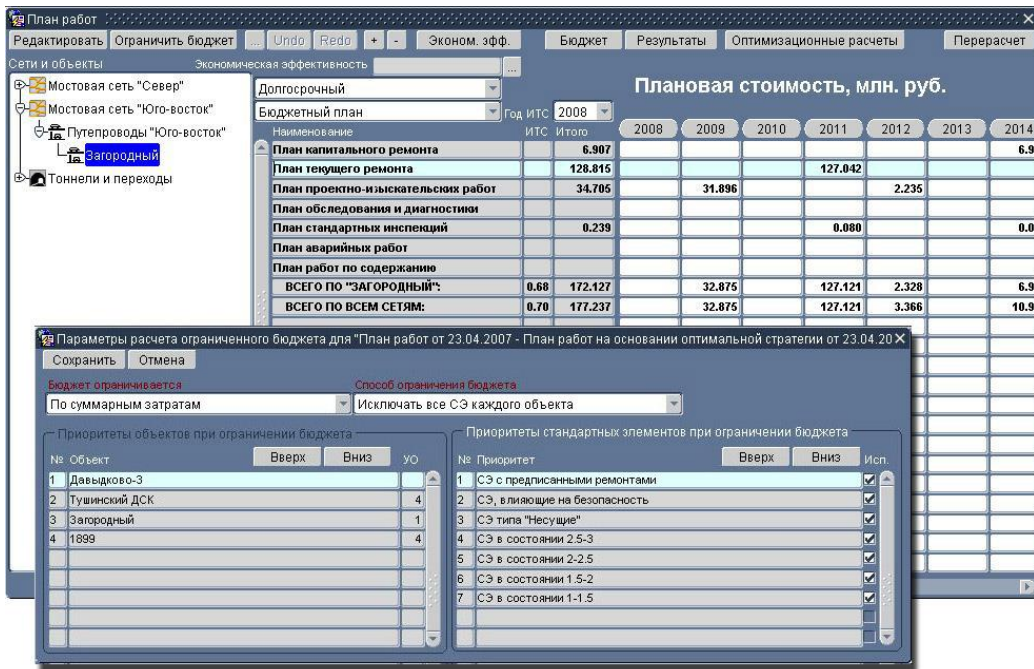 План работ
Редактировать Ограничить бюджет ... Undo Redo + - Эконом. эфф. Бюджет Результаты Оптимизационные расчеты Перерасчет
Сети и объекты Экономическая эффективность ...
Мостовая сеть "Север" Долгосрочный Плановая стоимость, млн. руб.
Мостовая сеть "Юго-восток" Бюджетный план Год ИТС 2008
Путепроводы "Юго-восток" Наименование ИТС Итого 2008 2009 2010 2011 2012 2013 2014
Загородный План капитального ремонта 6.907 6.9
План текущего ремонта 128.815 127.042
Тоннели и переходы План проектно-изыскательских работ 34.705 31.896 2.235
План обследования и диагностики
План стандартных инспекций 0.239 0.080 0.0
План аварийных работ
План работ по содержанию
ВСЕГО ПО "ЗАГОРОДНЫЙ": 0.68 172.127 32.875 127.121 2.328 6.9
ВСЕГО ПО ВСЕМ СЕТЯМ: 0.70 177.237 32.875 127.121 3.366 10.9
Параметры расчета ограниченного бюджета для "План работ от 23.04.2007 - План работ на основании оптимальной стратегии от 23.04.20
Сохранить Отмена
Бюджет ограничивается Способ ограничения бюджета
По суммарным затратам Исключать все СЭ каждого объекта
Приоритеты объектов при ограничении бюджета Приоритеты стандартных элементов при ограничении бюджета
№ Объект Вверх Вниз УО № Приоритет Вверх Вниз Исп.
1 Давыдково-3 1 СЭ с предписанными ремонтами
2 Тушинский ДСК 4 2 СЭ, влияющие на безопасность
3 Загородный 1 3 СЭ типа "Несущие"
4 1899 4 4 СЭ в состоянии 2.5-3
5 СЭ в состоянии 2-2.5
6 СЭ в состоянии 1.5-2
7 СЭ в состоянии 1-1.5